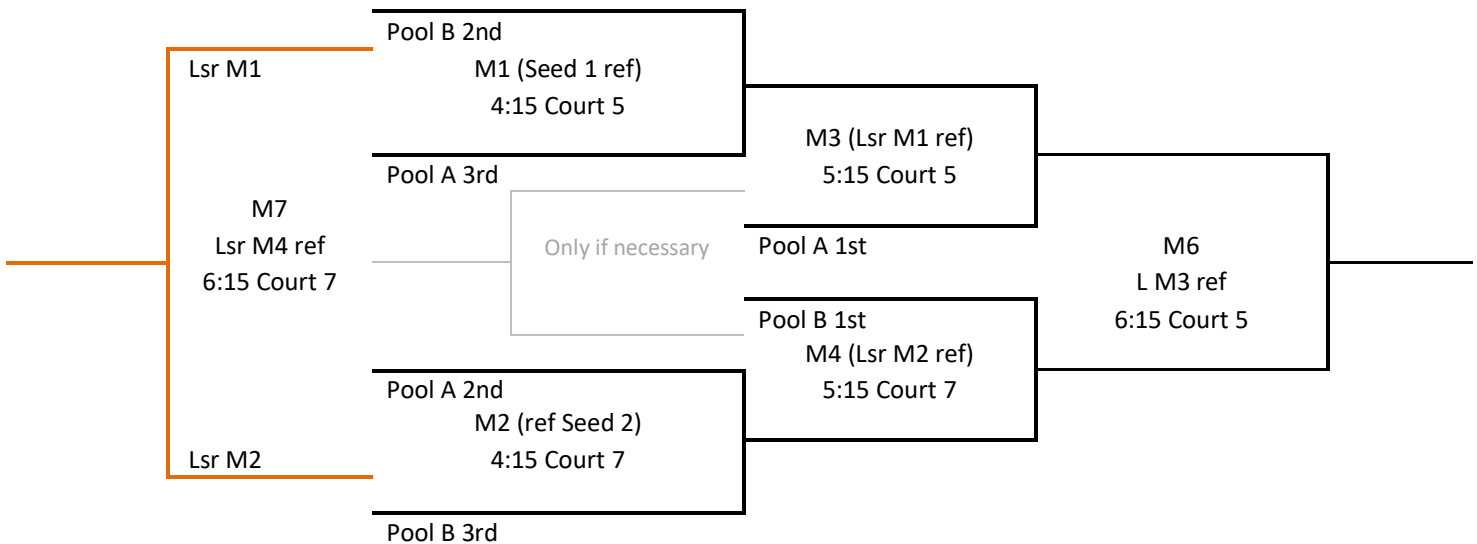 Pool B 2nd
Lsr M1
M1 (Seed 1 ref)
4:15 Court 5
M3 (Lsr M1 ref)
5:15 Court 5
Pool A 3rd
M7
Lsr M4 ref
6:15 Court 7
Only if necessary
Pool A 1st
M6
L M3 ref
6:15 Court 5
Pool B 1st
M4 (Lsr M2 ref)
5:15 Court 7
Pool A 2nd
M2 (ref Seed 2)
4:15 Court 7
Lsr M2
Pool B 3rd